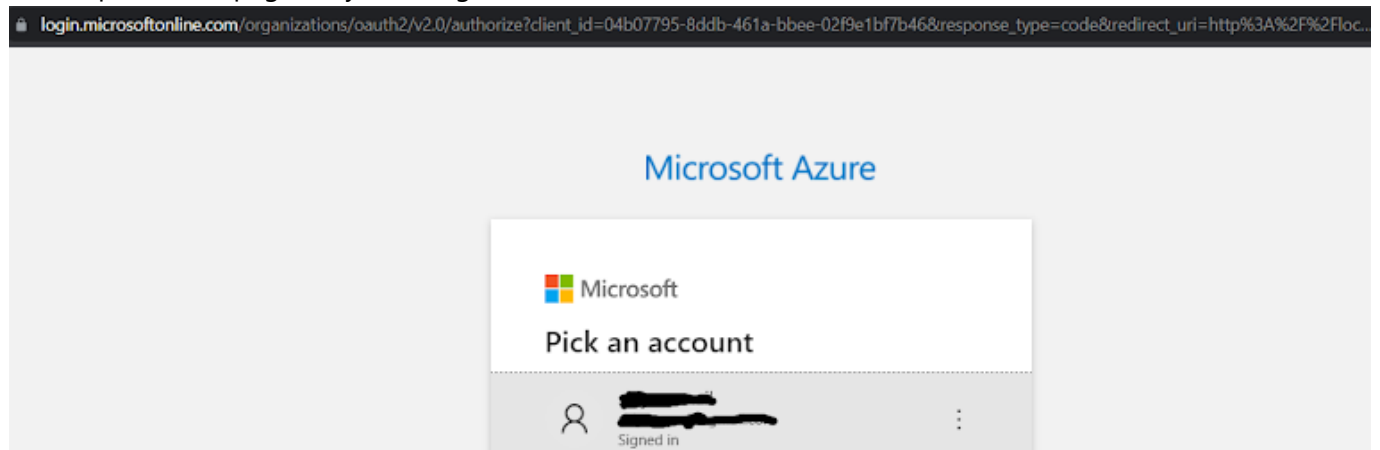 login.microsoftonline.com/organizations/oauth2/v2.0/authorize?client_id=04b07795-8ddb-461a-bbee-02f9e1bf7b46&response_type=code&redirect_uri=http%3A%2F%2Floc...
Microsoft Azure
Microsoft
Pick an account
Signed in